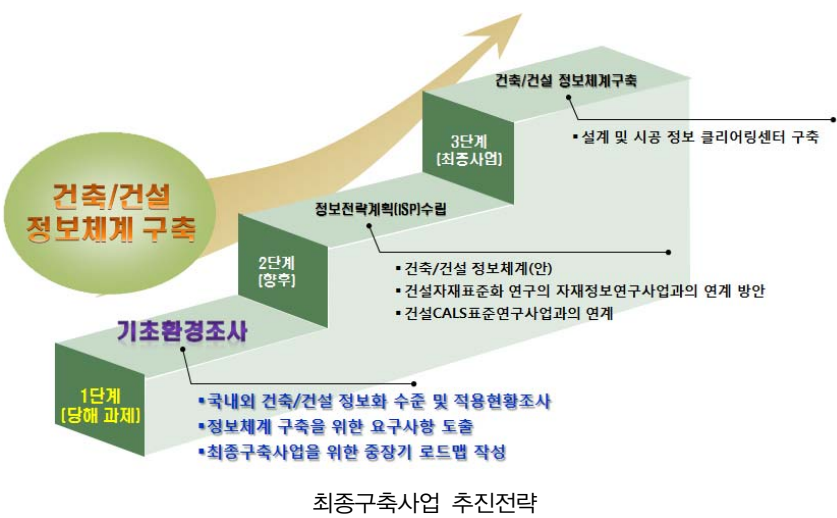 건축/건설 정보체계구축
3단계
(최종사업)
▪ 설계 및 시공 정보 클리어링센터 구축
건축/건설
정보체계 구축
정보전략계획(ISP)수립
2단계
(향후)
▪ 건축/건설 정보체계(안)
▪ 건설자재표준화 연구의 자재정보연구사업과의 연계 방안
▪ 건설CALS표준연구사업과의 연계
기초환경조사
1단계
(당해 과제)
▪국내외 건축/건설 정보화 수준 및 적용현황조사
▪정보체계 구축을 위한 요구사항 도출
▪최종구축사업을 위한 중장기 로드맵 작성
최종구축사업 추진전략